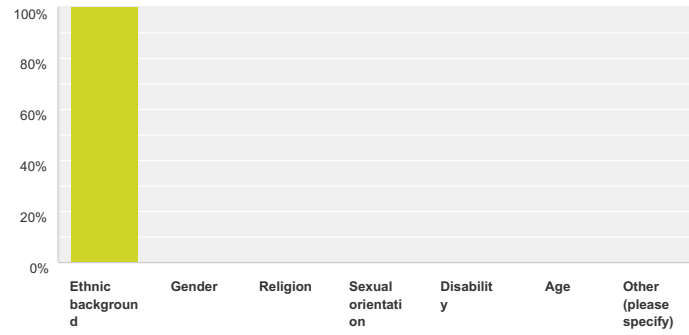 100%
80%
60%
40%
20%
0%
Ethnic
backgroun
d
Gender
Religion
Sexual
orientati
on
Disabilit
y
Age
Other
(please
specify)